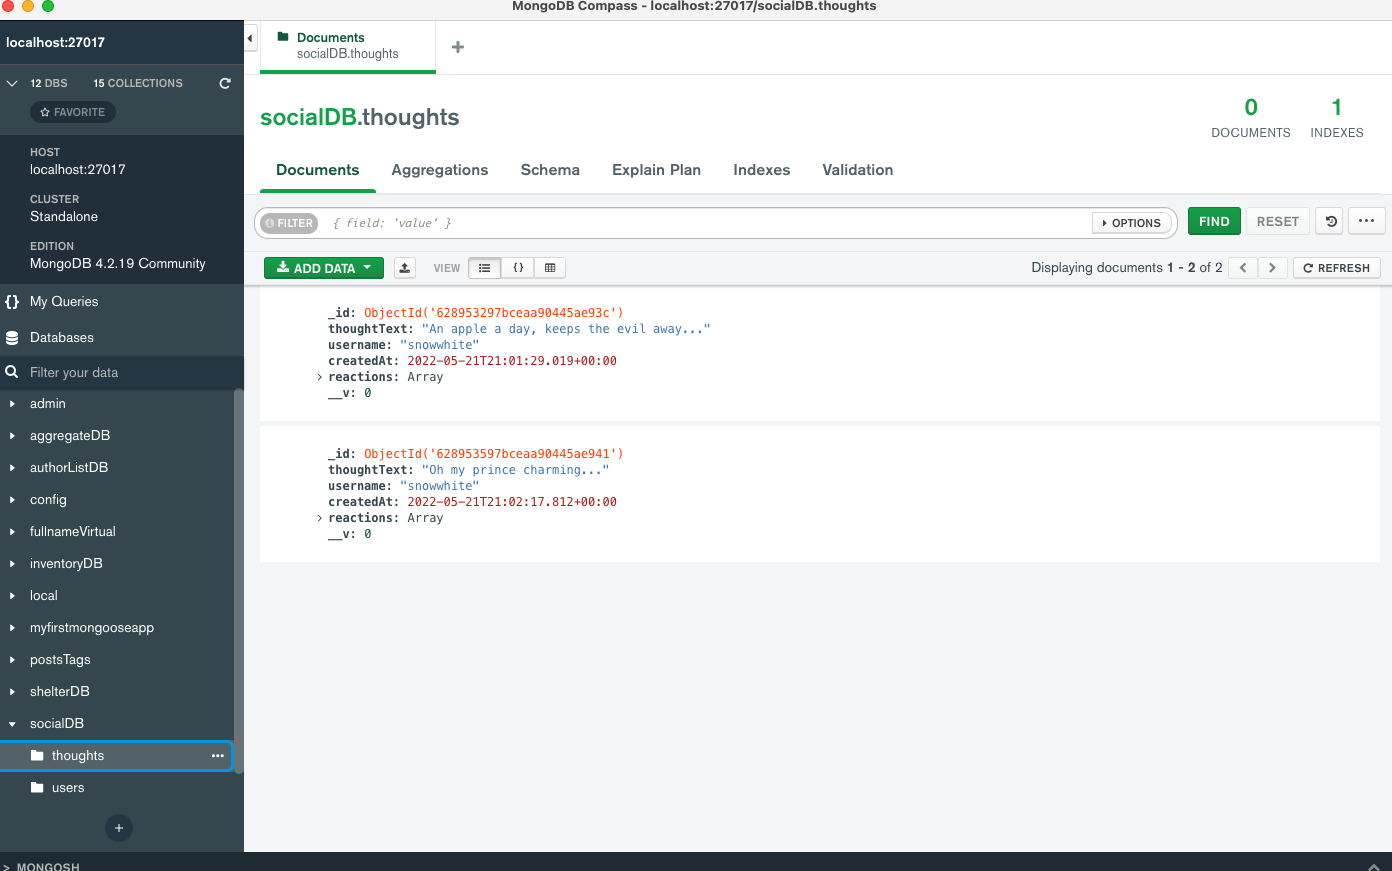 MongoDB Compass - localhost:27017/socialDB.thoughts
localhost:27017
12 DBS 15 COLLECTIONS
FAVORITE
HOST
localhost:27017
CLUSTER
Standalone
EDITION
MongoDB 4.2.19 Community
{} My Queries
Databases
Filter your data
admin
aggregateDB
authorListDB
config
fullnameVirtual
inventoryDB
local
myfirstmongooseapp
postsTags
shelterDB
socialDB
thoughts ...
users
+
> MONGOSH
Documents
socialDB.thoughts
+
socialDB.thoughts
0
DOCUMENTS
1
INDEXES
Documents Aggregations Schema Explain Plan Indexes Validation
FILTER { field: 'value' } OPTIONS FIND RESET ...
ADD DATA VIEW {} Displaying documents 1 - 2 of 2 < > REFRESH
_id: ObjectId('628953297bceaa90445ae93c')
thoughtText: "An apple a day, keeps the evil away..."
username: "snowwhite"
createdAt: 2022-05-21T21:01:29.019+00:00
> reactions: Array
__v: 0
_id: ObjectId('628953597bceaa90445ae941')
thoughtText: "Oh my prince charming..."
username: "snowwhite"
createdAt: 2022-05-21T21:02:17.812+00:00
> reactions: Array
__v: 0